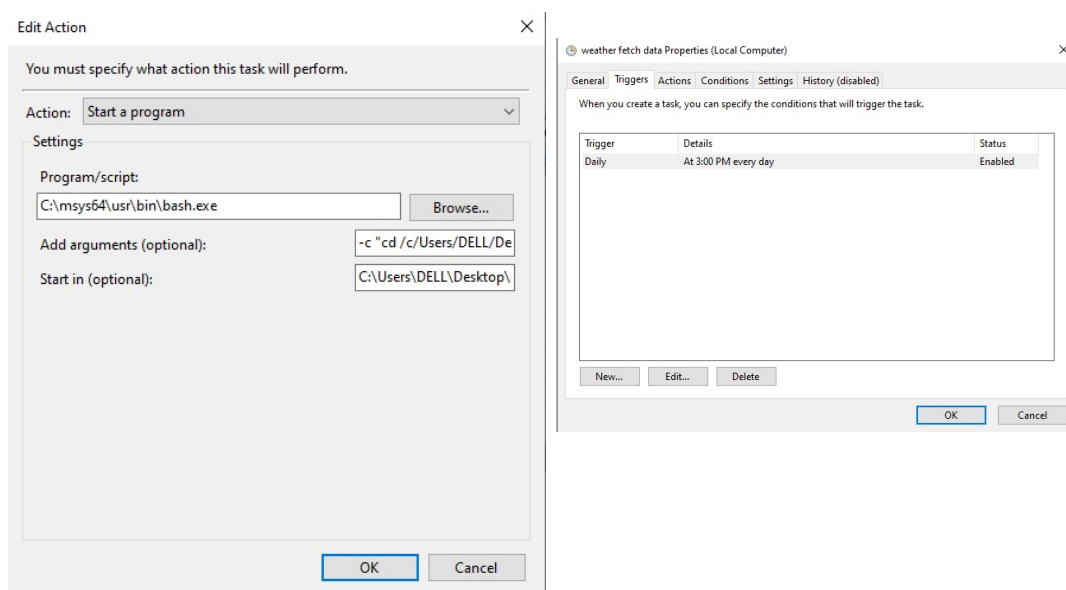 Edit Action
You must specify what action this task will perform.
Action: Start a program
Settings
Program/script:
C:\msys64\usr\bin\bash.exe
Browse...
Add arguments (optional): -c "cd /c/Users/DELL/De
Start in (optional): C:\Users\DELL\Desktop\
OK Cancel
weather fetch data Properties (Local Computer)
General Triggers Actions Conditions Settings History (disabled)
When you create a task, you can specify the conditions that will trigger the task.
Trigger Details Status
Daily At 3:00 PM every day Enabled
New... Edit... Delete
OK Cancel